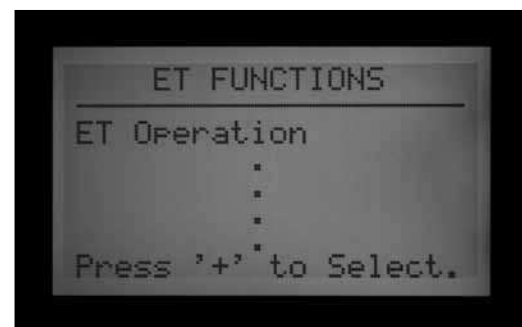 ET FUNCTIONS
ET Operation
.
.
.
.
Press '+' to Select.